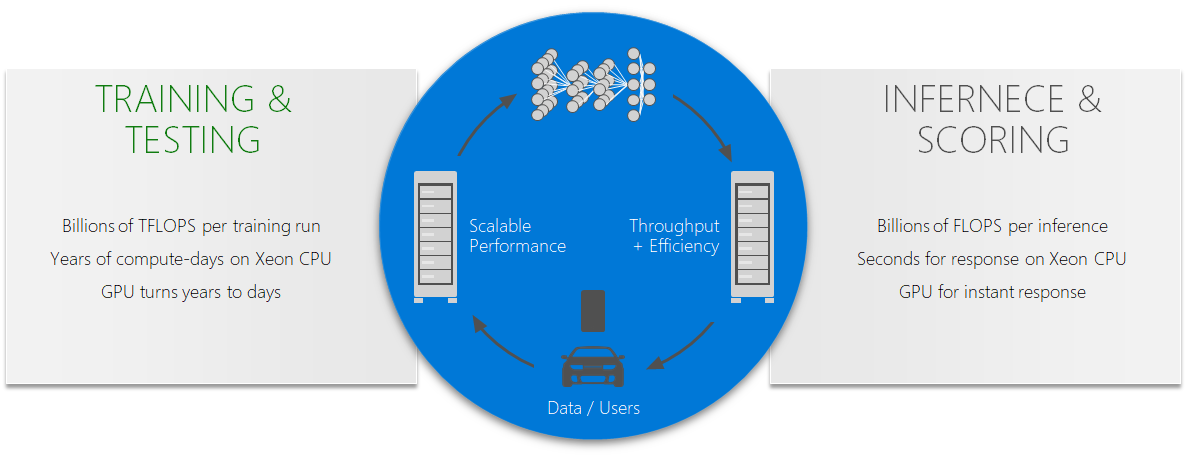 TRAINING &
TESTING
Billions of TFLOPS per training run
Years of compute-days on Xeon CPU
GPU turns years to days
Scalable
Performance
Throughput
+ Efficiency
Data / Users
INFERNECE &
SCORING
Billions of FLOPS per inference
Seconds for response on Xeon CPU
GPU for instant response